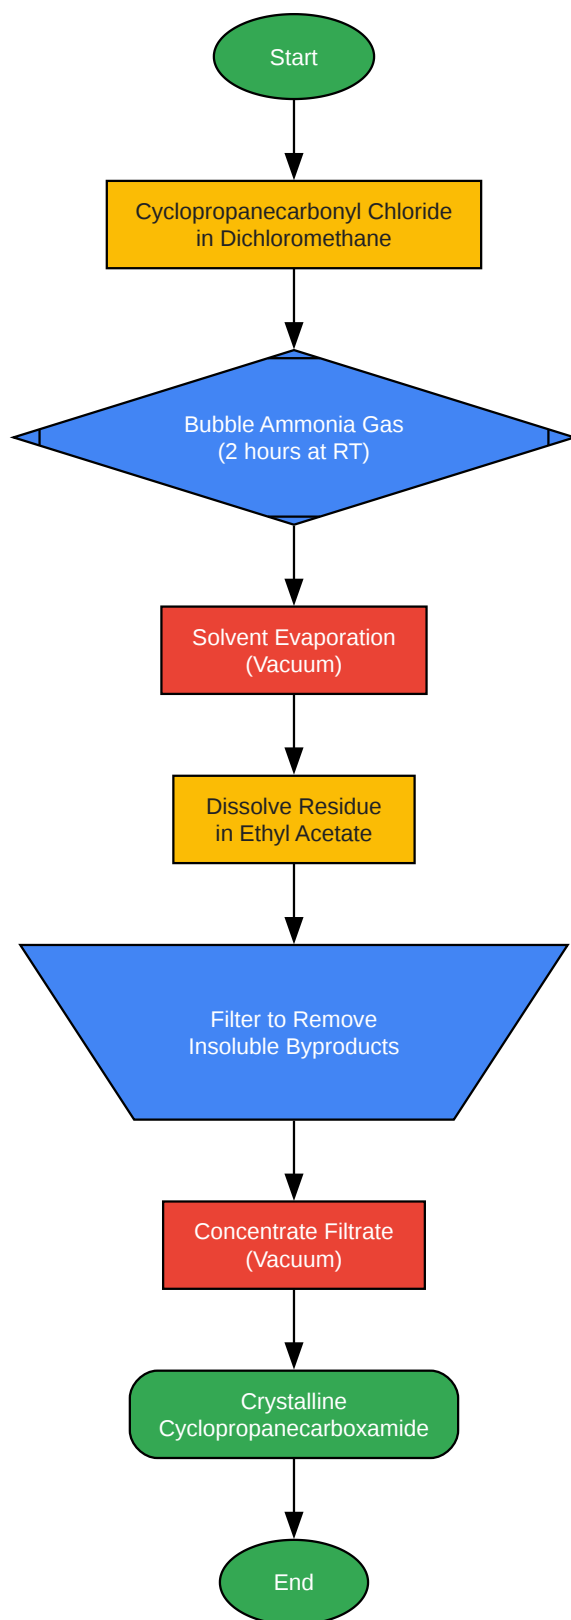 Start
Cyclopropanecarbonyl Chloride
in Dichloromethane
Bubble Ammonia Gas
(2 hours at RT)
Solvent Evaporation
(Vacuum)
Dissolve Residue
in Ethyl Acetate
Filter to Remove
Insoluble Byproducts
Concentrate Filtrate
(Vacuum)
Crystalline
Cyclopropanecarboxamide
End